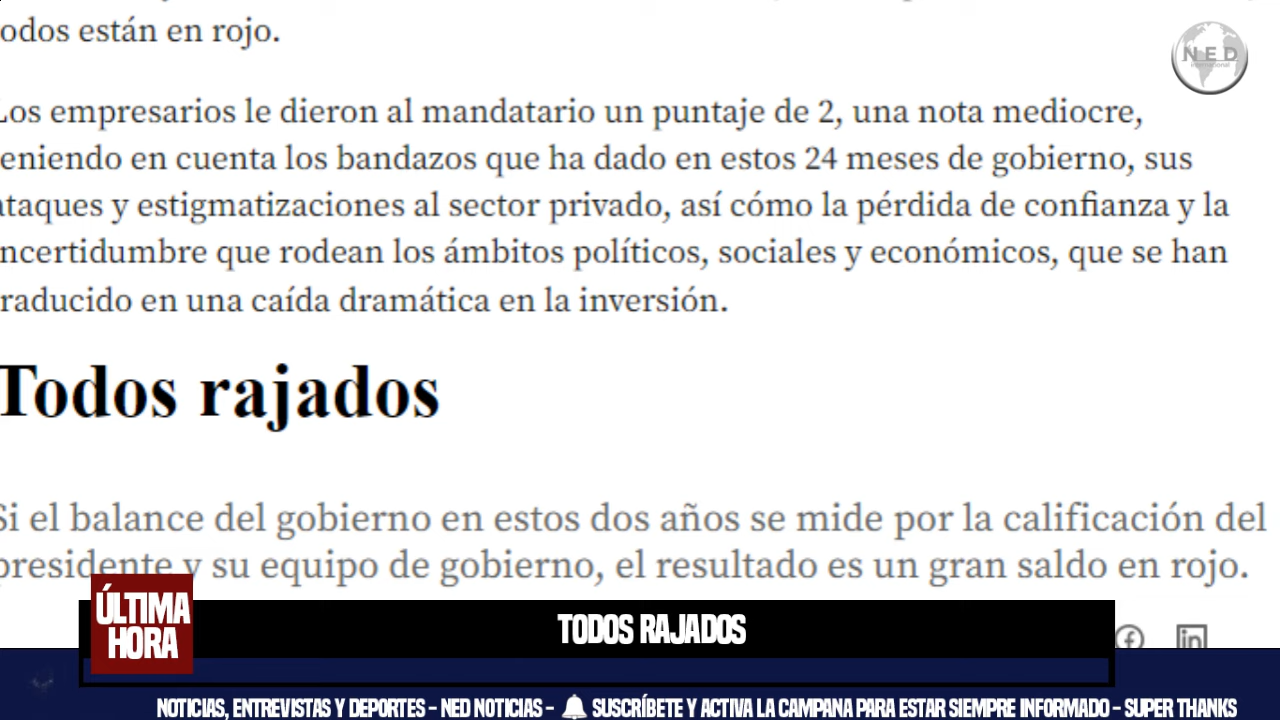 odos están en rojo.
Los empresarios le dieron al mandatario un puntaje de 2, una nota mediocre,
eniendo en cuenta los bandazos que ha dado en estos 24 meses de gobierno, sus
ataques y estigmatizaciones al sector privado, así cómo la pérdida de confianza y la
ncertidumbre que rodean los ámbitos políticos, sociales y económicos, que se han
raducido en una caída dramática en la inversión.
Todos rajados
Si el balance del gobierno en estos dos años se mide por la calificación del
presidente y su equipo de gobierno, el resultado es un gran saldo en rojo.
NED
international
ÚLTIMA
HORA
TODOS RAJADOS
NOTICIAS, ENTREVISTAS Y DEPORTES - NED NOTICIAS - 🔔 SUSCRÍBETE Y ACTIVA LA CAMPANA PARA ESTAR SIEMPRE INFORMADO - SUPER THANKS